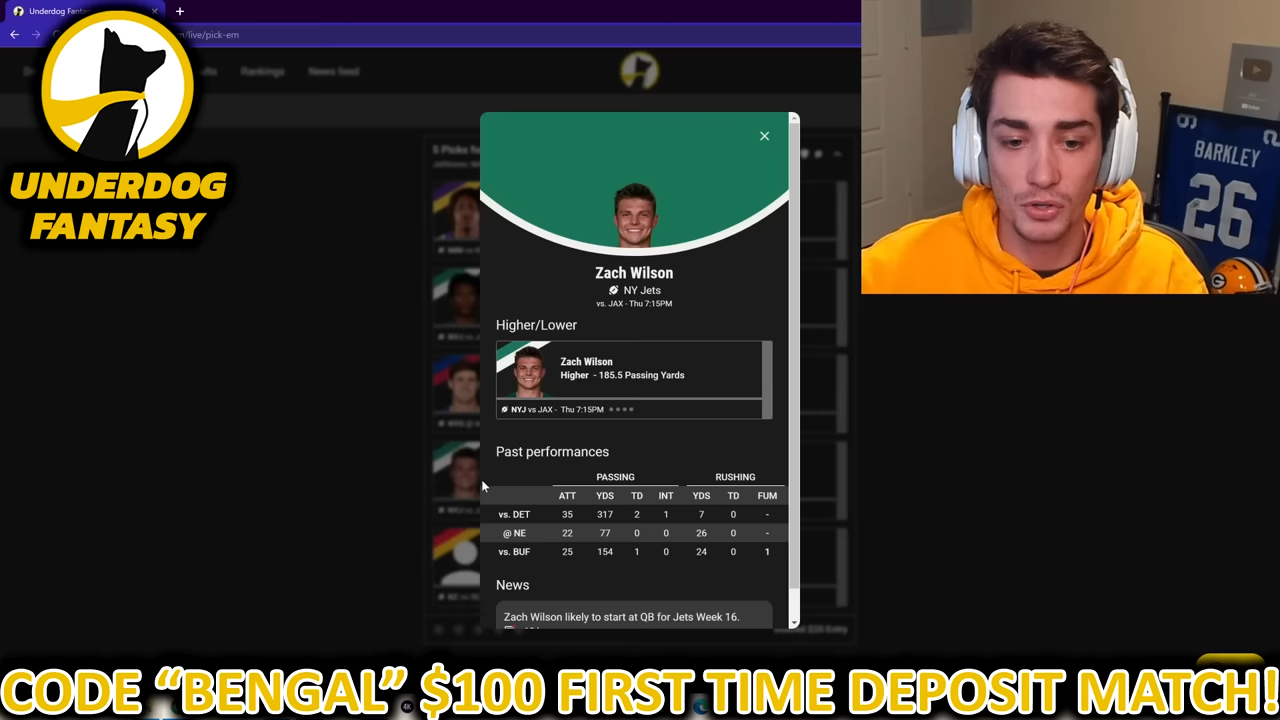 Underdog Fantasy
/live/pick-em
Rankings
News feed
UNDERDOG
FANTASY
BARKLEY
26
G
Zach Wilson
NY Jets
vs. JAX - Thu 7:15PM
Higher/Lower
Zach Wilson
Higher - 185.5 Passing Yards
NYJ vs JAX - Thu 7:15PM
Past performances
PASSING RUSHING
ATT YDS TD INT YDS TD FUM
vs. DET 35 317 2 1 7 0 -
@ NE 22 77 0 0 26 0 -
vs. BUF 25 154 1 0 24 0 1
News
Zach Wilson likely to start at QB for Jets Week 16.
CODE “BENGAL” $100 FIRST TIME DEPOSIT MATCH!